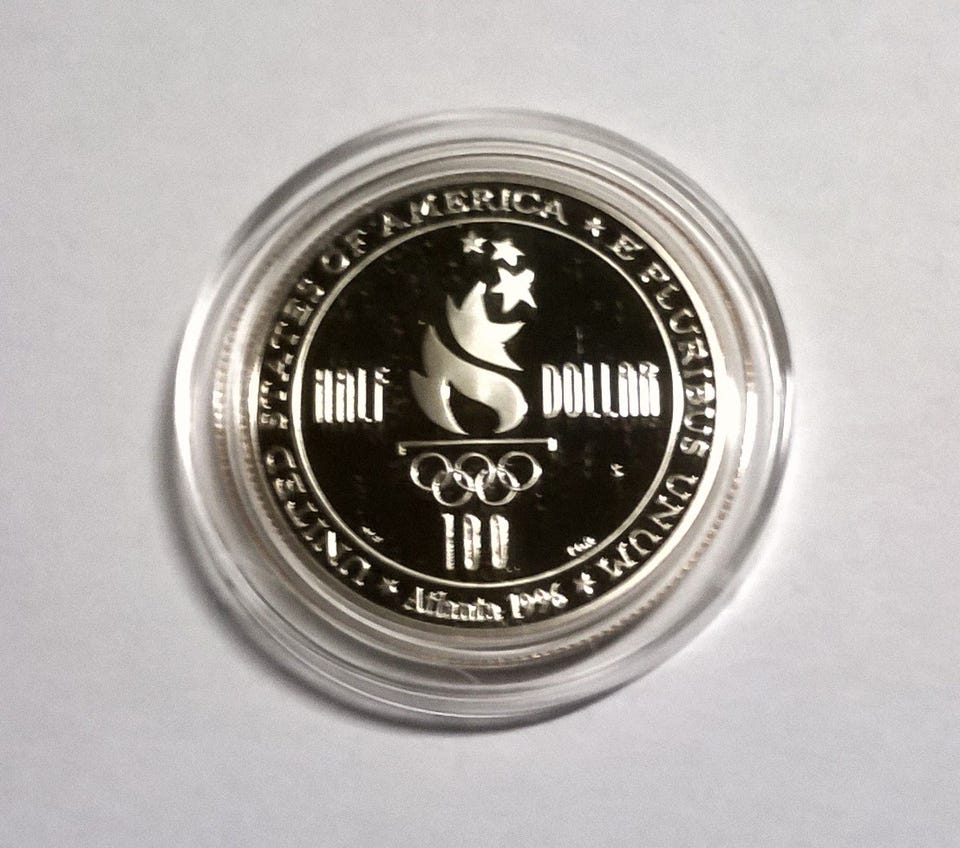 UNITED STATES OF AMERICA ★ E PLURIBUS UNUM ★
HALF DOLLAR
100
Atlanta 1996 ★